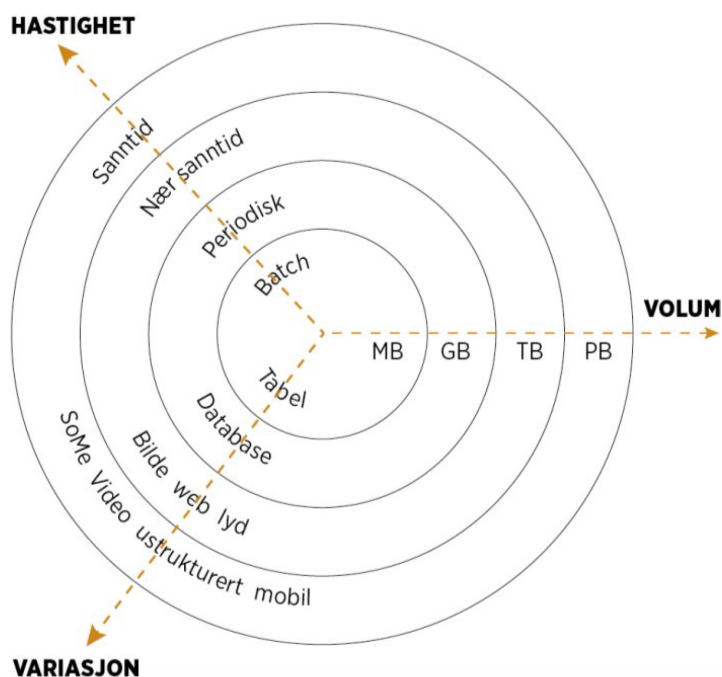 HASTIGHET
Sanntid
Nær sanntid
Periodisk
Batch
VOLUM
MB GB TB PB
Tabel
Database
Bilde web lyd
SoMe Video ustrukturert mobil
VARIASJON